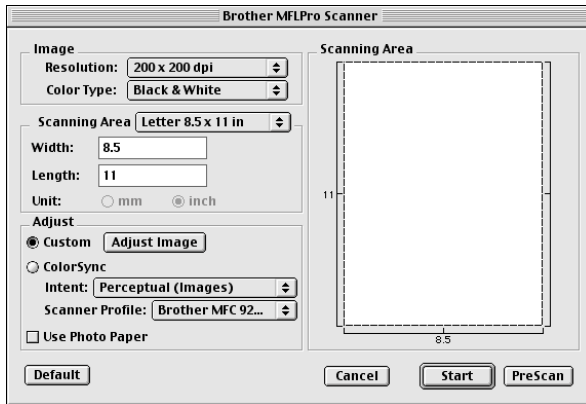 Brother MFLPro Scanner
Image
Resolution: 200 x 200 dpi
Color Type: Black & White
Scanning Area Letter 8.5 x 11 in
Width: 8.5
Length: 11
Unit: mm inch
Adjust
Custom Adjust Image
ColorSync
Intent: Perceptual (Images)
Scanner Profile: Brother MFC 92...
Use Photo Paper
Default
Scanning Area
11
8.5
Cancel Start PreScan